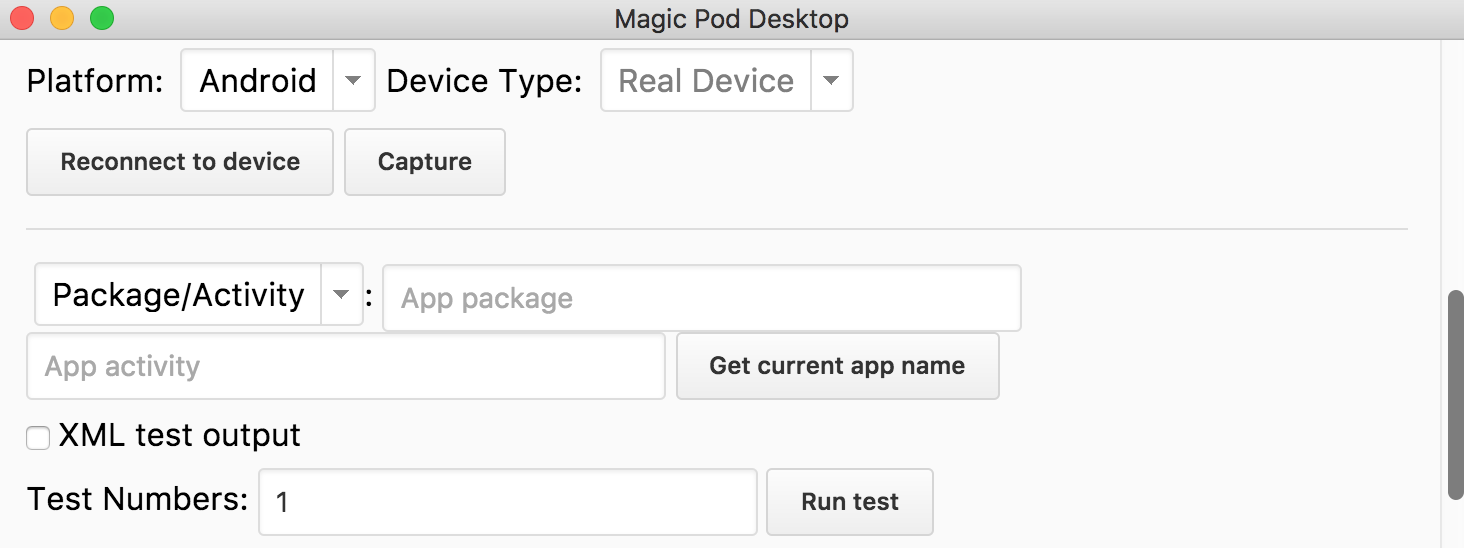 Magic Pod Desktop
Platform: Android Device Type: Real Device
Reconnect to device Capture
Package/Activity : App package
App activity Get current app name
XML test output
Test Numbers: 1 Run test